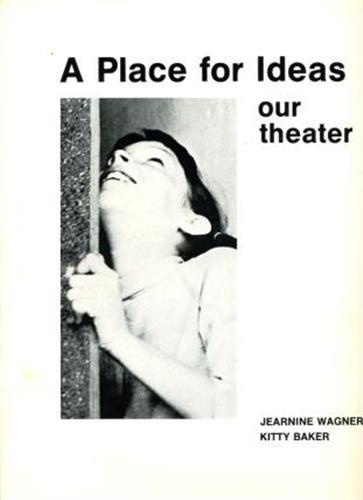 A Place for Ideas
our
theater
JEARNINE WAGNER
KITTY BAKER